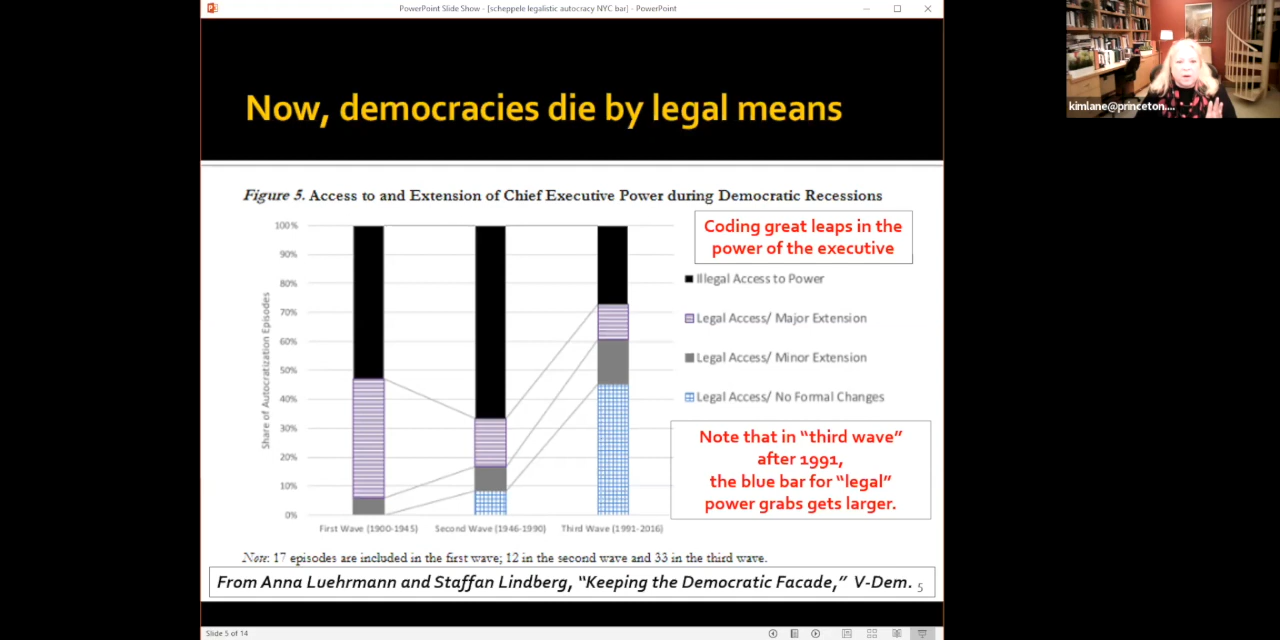 PowerPoint Slide Show - [scheppele legalistic autocracy NYC bar] - PowerPoint
kimlane@princeton....
Now, democracies die by legal means
Figure 5. Access to and Extension of Chief Executive Power during Democratic Recessions
Coding great leaps in the
power of the executive
100%
90%
80%
70%
60%
50%
40%
30%
20%
10%
0%
Share of Autocratization Episodes
Illegal Access to Power
Legal Access/ Major Extension
Legal Access/ Minor Extension
Legal Access/ No Formal Changes
Note that in “third wave”
after 1991,
the blue bar for “legal”
power grabs gets larger.
First Wave (1900-1945) Second Wave (1946-1990) Third Wave (1991-2016)
Note: 17 episodes are included in the first wave; 12 in the second wave and 33 in the third wave.
From Anna Luehrmann and Staffan Lindberg, “Keeping the Democratic Facade,” V-Dem.
5
Slide 5 of 14